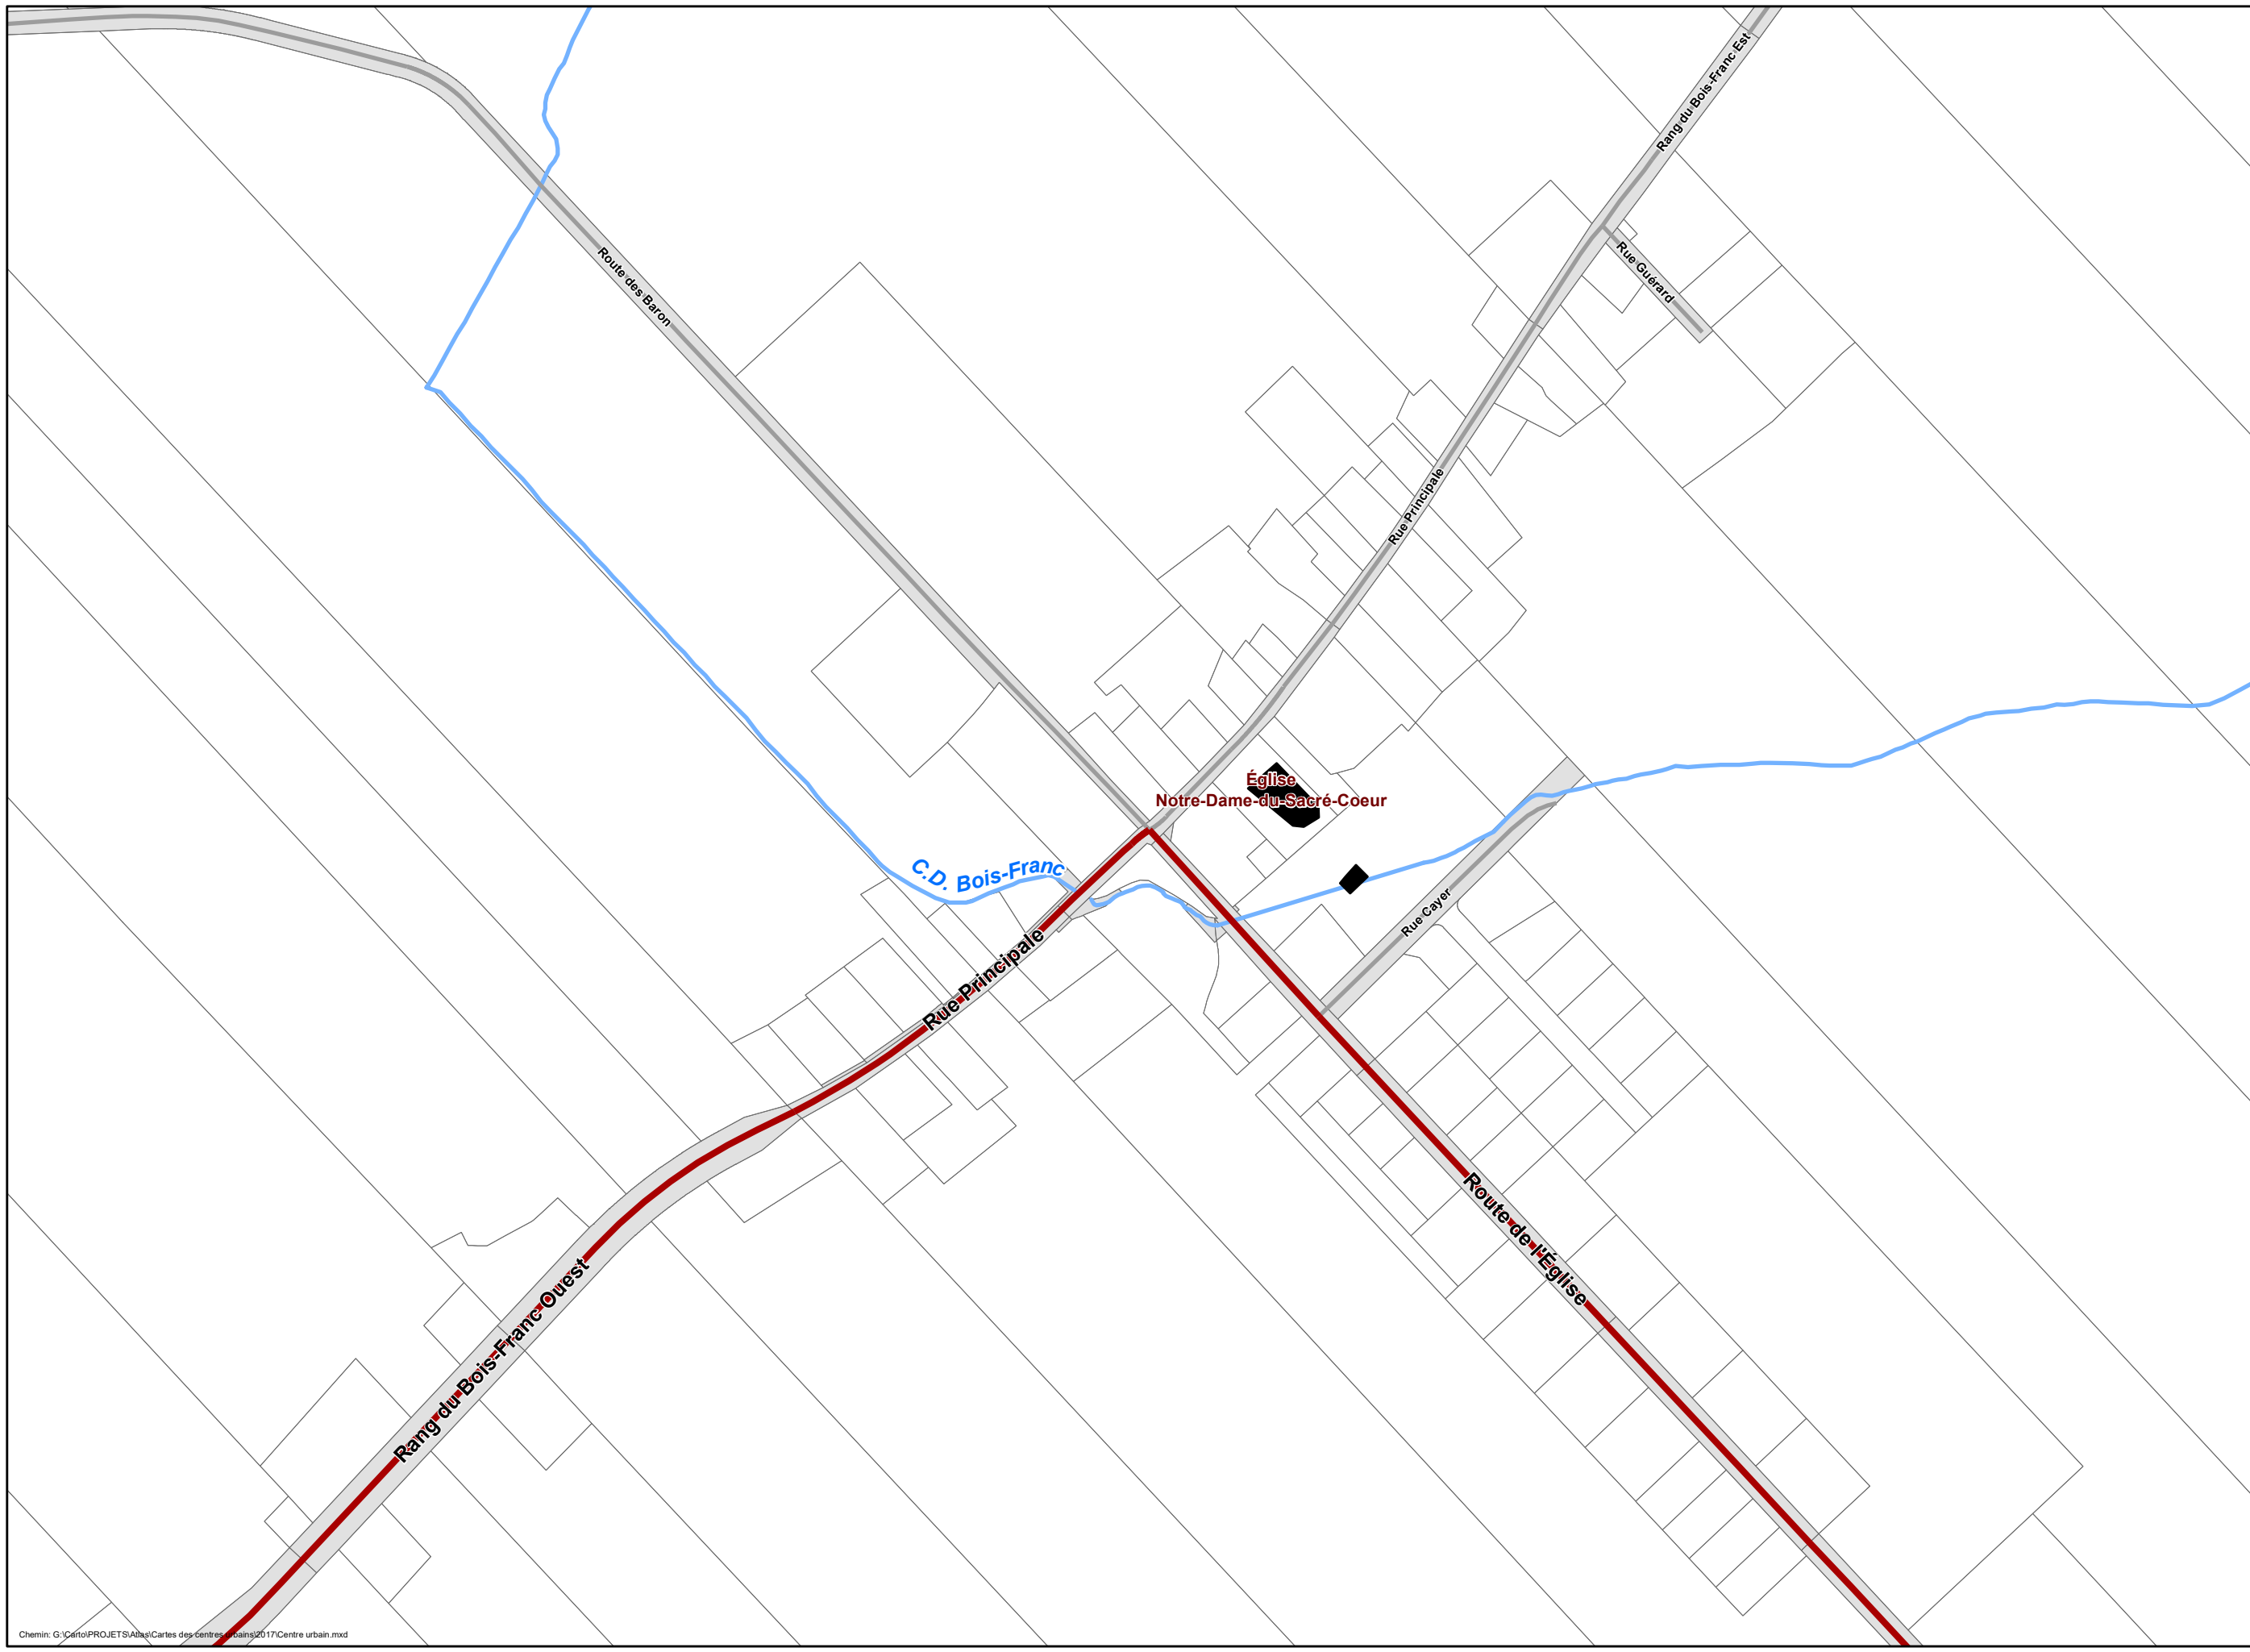 Rang du Bois-Franc Est
Rue Guérard
Route des Baron
Rue Principale
Église
Notre-Dame-du-Sacré-Coeur
C.D. Bois-Franc
Rue Cayer
Rue Principale
Route de l'Église
Rang du Bois-Franc Ouest
Chemin: G:\Carto\PROJETS\Atlas\Cartes des centres urbains\2017\Centre urbain.mxd